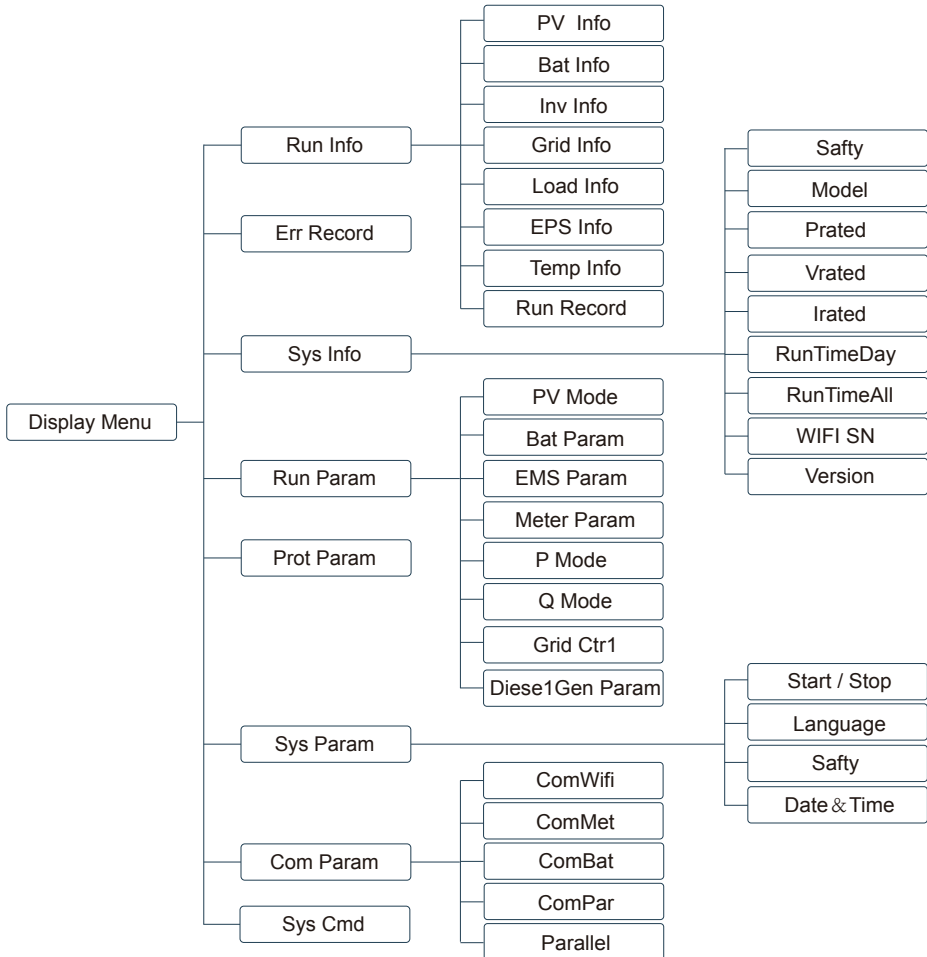 Display Menu
Run Info
PV Info
Bat Info
Inv Info
Grid Info
Load Info
EPS Info
Temp Info
Run Record
Err Record
Sys Info
Safty
Model
Prated
Vrated
Irated
RunTimeDay
RunTimeAll
WIFI SN
Version
Run Param
PV Mode
Bat Param
EMS Param
Meter Param
P Mode
Q Mode
Grid Ctr1
Diese1Gen Param
Prot Param
Sys Param
Start / Stop
Language
Safty
Date&Time
Com Param
ComWifi
ComMet
ComBat
ComPar
Parallel
Sys Cmd